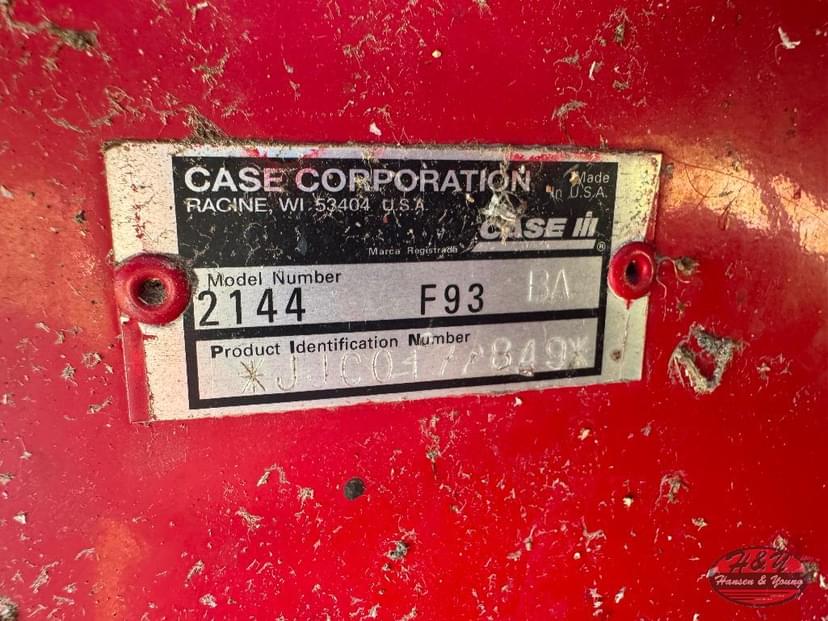 CASE CORPORATION
Made
in U.S.A.
RACINE, WI 53404 U.S.A.
CASE IH ®
Marca Registrada
Model Number
2144 F93 BA
Product Identification Number
H&Y
Hansen & Young